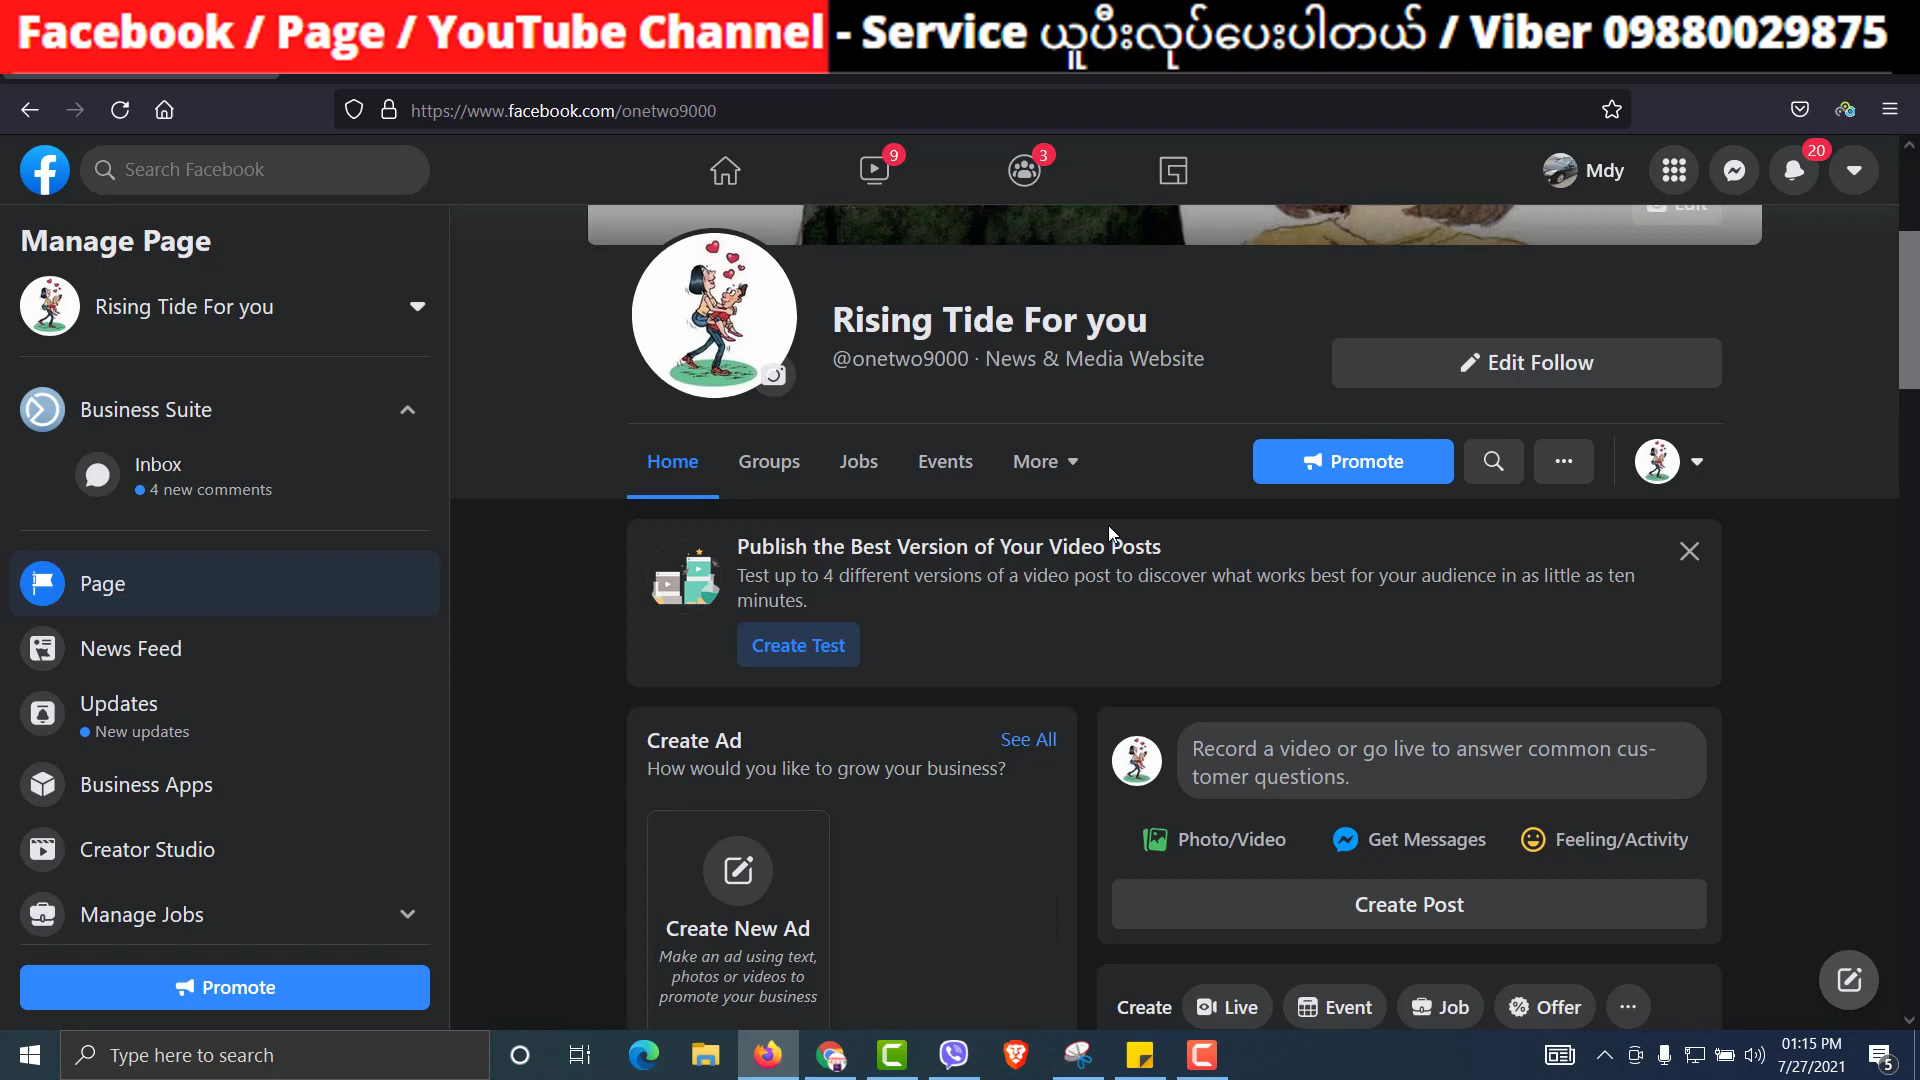 Facebook / Page / YouTube Channel - Service ယူပီးလုပ်ပေးပါတယ် / Viber 09880029875
https://www.facebook.com/onetwo9000
Search Facebook
9
3
Mdy
20
Manage Page
Rising Tide For you
Business Suite
Inbox
4 new comments
Page
News Feed
Updates
New updates
Business Apps
Creator Studio
Manage Jobs
Promote
Edit
Rising Tide For you
@onetwo9000 · News & Media Website
Edit Follow
Home
Groups
Jobs
Events
More
Promote
Publish the Best Version of Your Video Posts
Test up to 4 different versions of a video post to discover what works best for your audience in as little as ten
minutes.
Create Test
Create Ad
See All
How would you like to grow your business?
Create New Ad
Make an ad using text,
photos or videos to
promote your business
Record a video or go live to answer common cus-
tomer questions.
Photo/Video
Get Messages
Feeling/Activity
Create Post
Create
Live
Event
Job
Offer
Type here to search
01:15 PM
7/27/2021
5